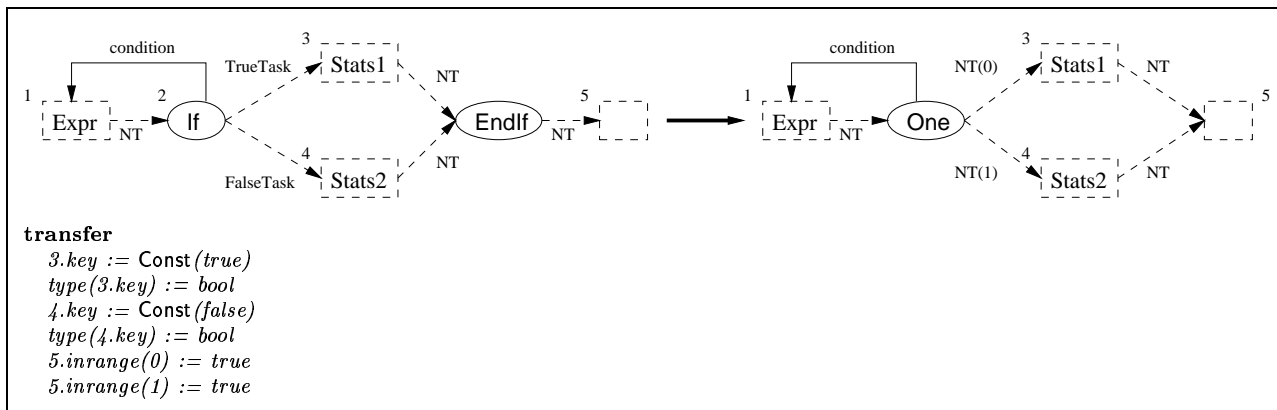 condition
3
TrueTask
Stats1
NT
1
Expr
NT
2
If
EndIf
NT
5
4
FalseTask
Stats2
NT
condition
3
NT(0)
Stats1
NT
1
Expr
NT
One
5
4
NT(1)
Stats2
NT
transfer
3.key := Const(true)
type(3.key) := bool
4.key := Const(false)
type(4.key) := bool
5.inrange(0) := true
5.inrange(1) := true